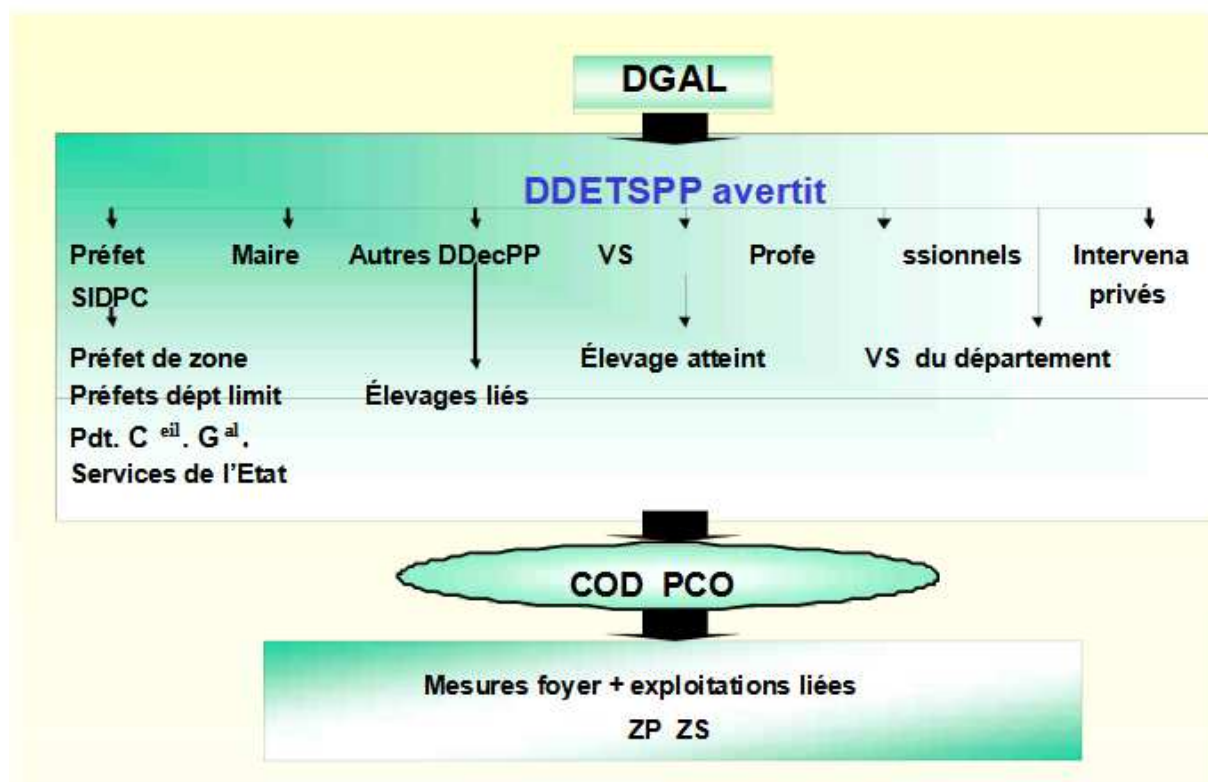 DGAL
DDETSPP avertit
Préfet Maire Autres DDecPP VS Profe ssionnels Intervena
SIDPC privés
Préfet de zone Élevage atteint VS du département
Préfets dépt limit Élevages liés
Pdt. C eil. G al.
Services de l'Etat
COD PCO
Mesures foyer + exploitations liées
ZP ZS